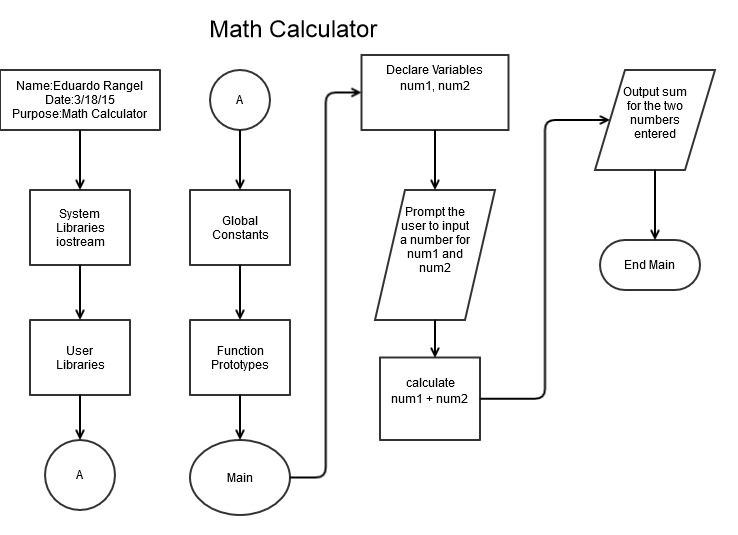 Math Calculator
Name:Eduardo Rangel
Date:3/18/15
Purpose:Math Calculator
System
Libraries
iostream
User
Libraries
A
A
Global
Constants
Function
Prototypes
Main
Declare Variables
num1, num2
Prompt the
user to input
a number for
num1 and
num2
calculate
num1 + num2
Output sum
for the two
numbers
entered
End Main